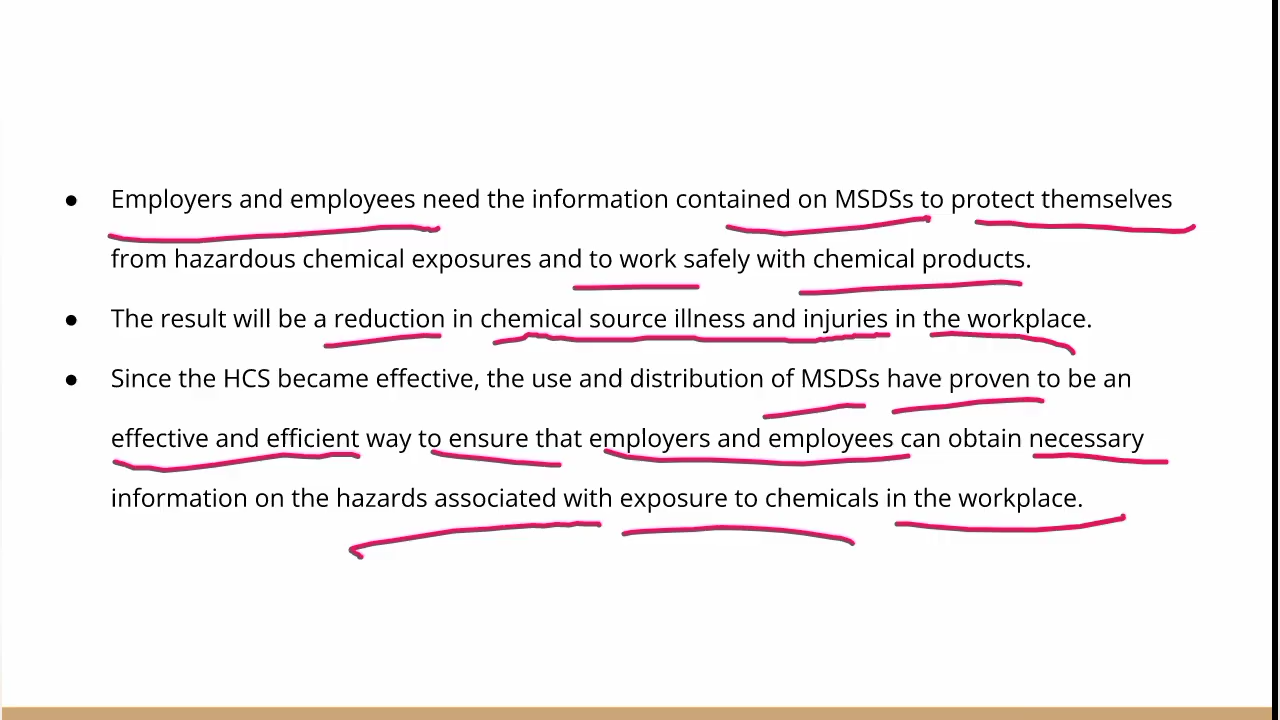 ● Employers and employees need the information contained on MSDSs to protect themselves
from hazardous chemical exposures and to work safely with chemical products.
● The result will be a reduction in chemical source illness and injuries in the workplace.
● Since the HCS became effective, the use and distribution of MSDSs have proven to be an
effective and efficient way to ensure that employers and employees can obtain necessary
information on the hazards associated with exposure to chemicals in the workplace.